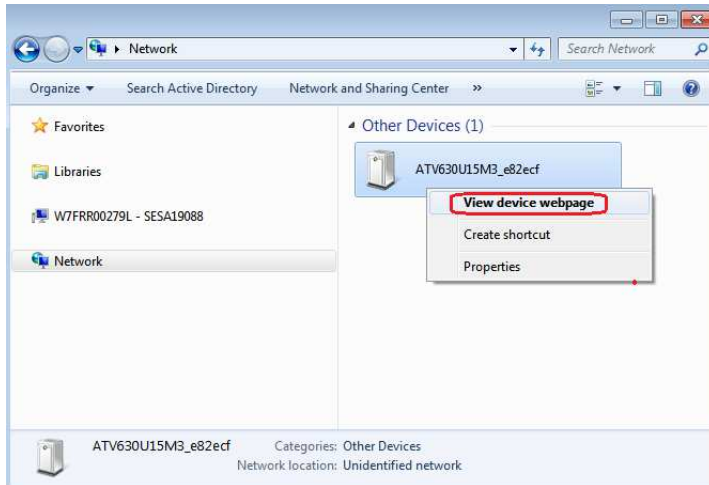 Network
Search Network
Organize
Search Active Directory
Network and Sharing Center
»
Favorites
Libraries
W7FRR00279L - SESA19088
Network
Other Devices (1)
ATV630U15M3_e82ecf
View device webpage
Create shortcut
Properties
ATV630U15M3_e82ecf
Categories: Other Devices
Network location: Unidentified network